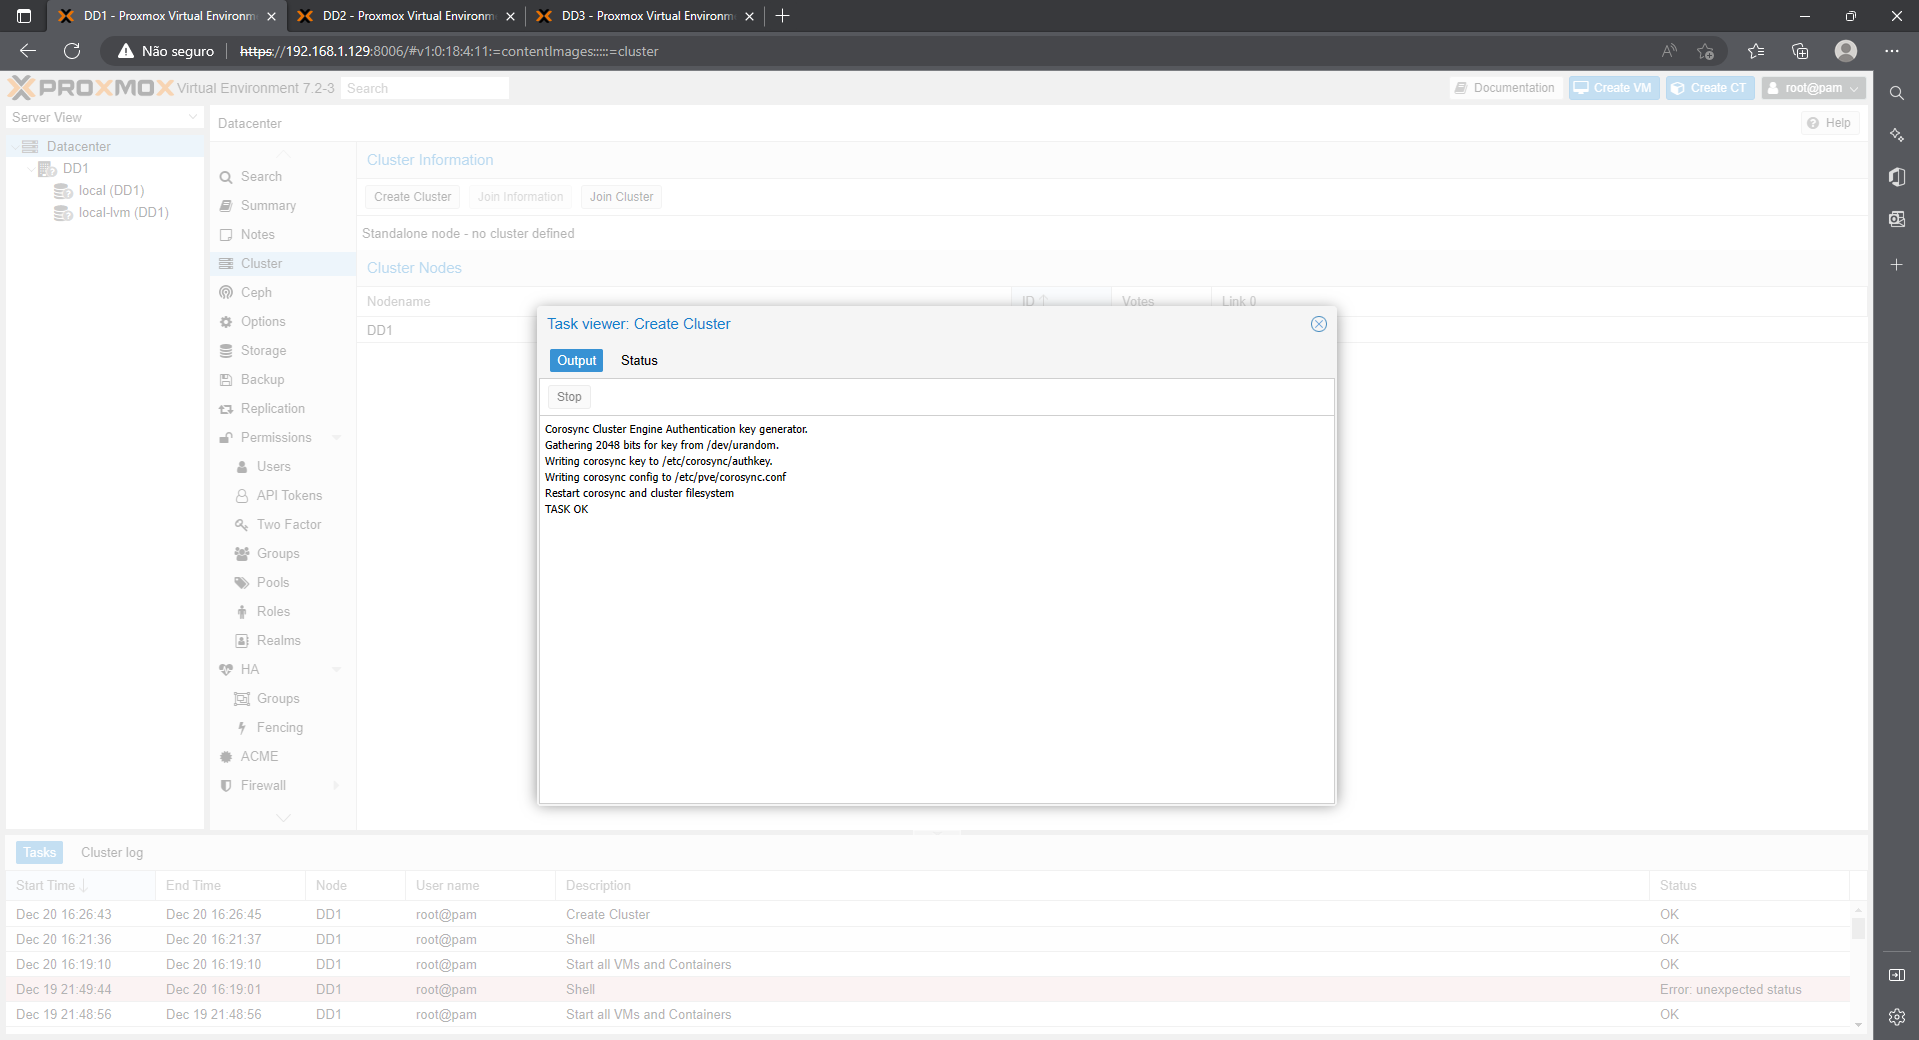 DD1 - Proxmox Virtual Environm
DD2 - Proxmox Virtual Environm
DD3 - Proxmox Virtual Environm
Não seguro
https://192.168.1.129:8006/#v1:0:18:4:11:=contentImages:::::=cluster
PROXMOX Virtual Environment 7.2-3
Search
Documentation
Create VM
Create CT
root@pam
Server View
Datacenter
DD1
local (DD1)
local-lvm (DD1)
Datacenter
Help
Search
Summary
Notes
Cluster
Ceph
Options
Storage
Backup
Replication
Permissions
Users
API Tokens
Two Factor
Groups
Pools
Roles
Realms
HA
Groups
Fencing
ACME
Firewall
Cluster Information
Create Cluster
Join Information
Join Cluster
Standalone node - no cluster defined
Cluster Nodes
Nodename
ID
Votes
Link 0
DD1
Task viewer: Create Cluster
Output
Status
Stop
Corosync Cluster Engine Authentication key generator.
Gathering 2048 bits for key from /dev/urandom.
Writing corosync key to /etc/corosync/authkey.
Writing corosync config to /etc/pve/corosync.conf
Restart corosync and cluster filesystem
TASK OK
Tasks
Cluster log
Start Time End Time Node User name Description Status
Dec 20 16:26:43 Dec 20 16:26:45 DD1 root@pam Create Cluster OK
Dec 20 16:21:36 Dec 20 16:21:37 DD1 root@pam Shell OK
Dec 20 16:19:10 Dec 20 16:19:10 DD1 root@pam Start all VMs and Containers OK
Dec 19 21:49:44 Dec 20 16:19:01 DD1 root@pam Shell Error: unexpected status
Dec 19 21:48:56 Dec 19 21:48:56 DD1 root@pam Start all VMs and Containers OK